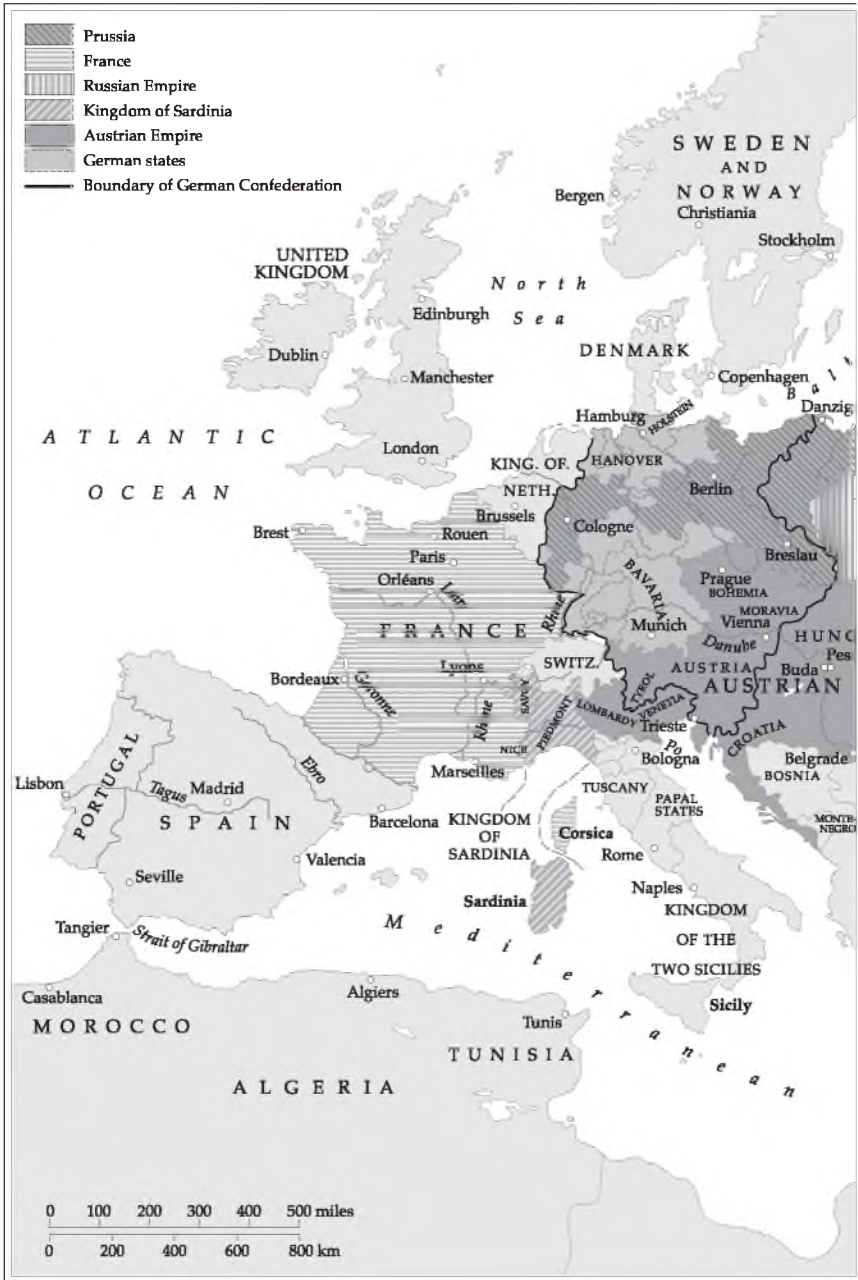 Prussia
France
Russian Empire
Kingdom of Sardinia
Austrian Empire
German states
Boundary of German Confederation
SWEDEN
AND
NORWAY
Bergen
Christiania
Stockholm
UNITED
KINGDOM
North
Sea
Edinburgh
Dublin
DENMARK
Manchester
Copenhagen
Balt
Danzig
Hamburg
HOLSTEIN
ATLANTIC
OCEAN
London
KING. OF.
NETH.
HANOVER
Berlin
Brussels
Cologne
Brest
Rouen
Paris
Breslau
Orléans
Loir
BAVARIA
Prague
BOHEMIA
MORAVIA
Rhine
FRANCE
Munich
Vienna
Danube
HUNG
Pes
Lyons
SWITZ.
AUSTRIA
Buda
AUSTRIAN
Bordeaux
Garonne
SAVOY
TYROL
LOMBARDY
VENETIA
Trieste
Rhone
PIEDMONT
CROATIA
NICE
Po
Bologna
Belgrade
BOSNIA
Marseilles
Ebro
Lisbon
PORTUGAL
Tagus
Madrid
SPAIN
Barcelona
TUSCANY
PAPAL
STATES
MONTE-
NEGRO
KINGDOM
OF
SARDINIA
Corsica
Rome
Valencia
Seville
Sardinia
Naples
KINGDOM
OF THE
TWO SICILIES
Tangier
Strait of Gibraltar
Mediterranean
Casablanca
Algiers
Sicily
MOROCCO
Tunis
TUNISIA
ALGERIA
0 100 200 300 400 500 miles
0 200 400 600 800 km